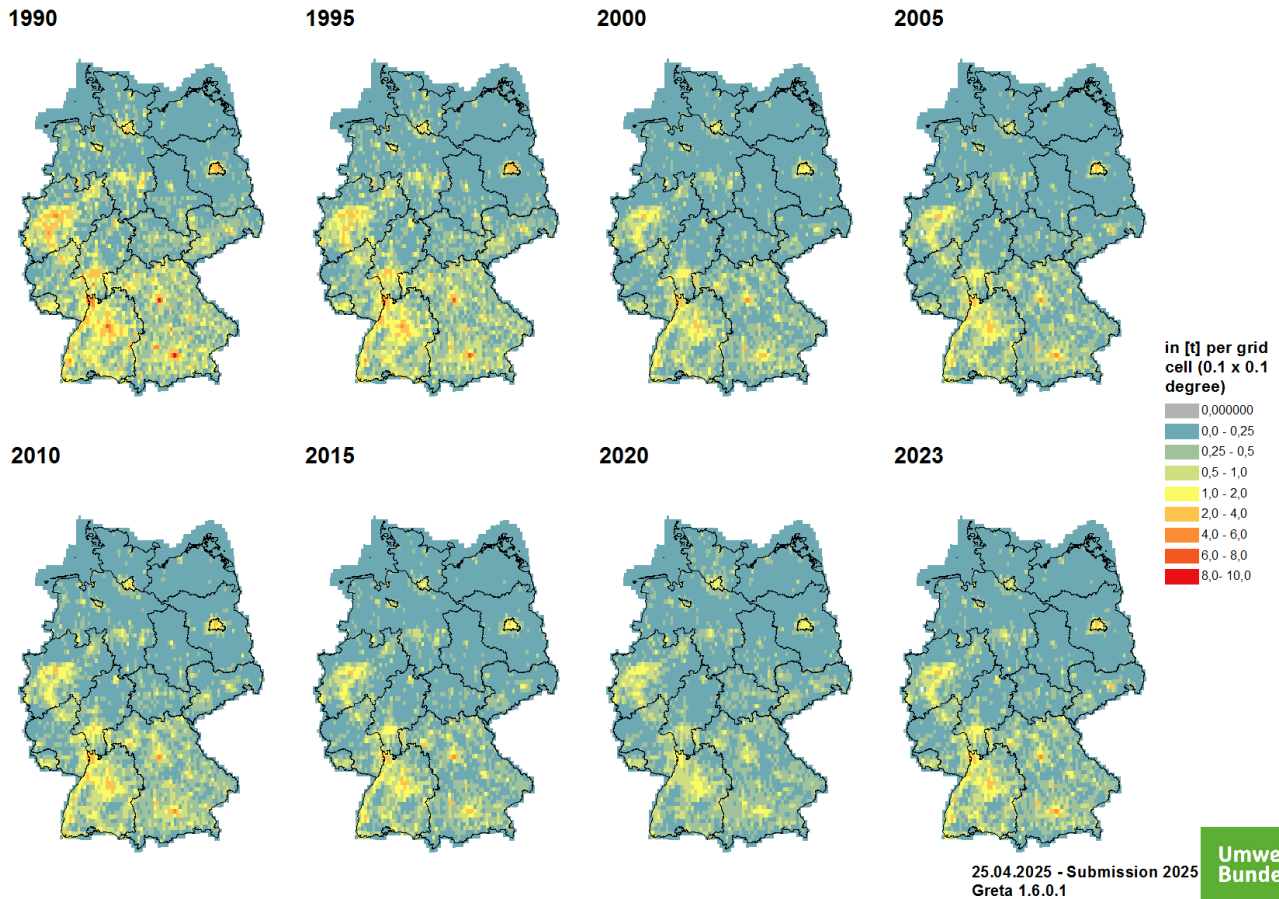 1990
1995
2000
2005
in [t] per grid
cell (0.1 x 0.1
degree)
0,000000
0,0 - 0,25
0,25 - 0,5
0,5 - 1,0
1,0 - 2,0
2,0 - 4,0
4,0 - 6,0
6,0 - 8,0
8,0- 10,0
2010
2015
2020
2023
25.04.2025 - Submission 2025
Greta 1.6.0.1
Umwe
Bunde